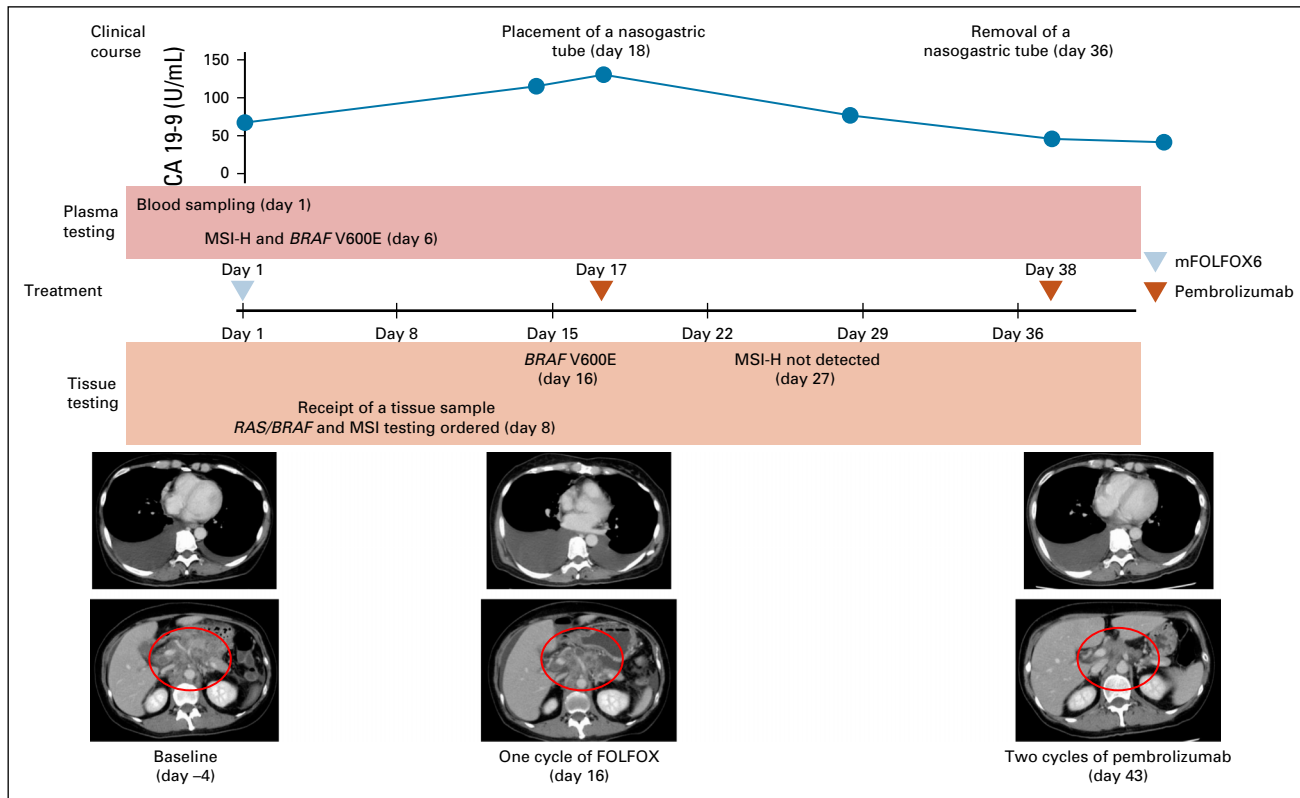 Clinical
course
Placement of a nasogastric
tube (day 18)
Removal of a
nasogastric tube (day 36)
CA 19-9 (U/mL)
150
100
50
0
Plasma
testing
Blood sampling (day 1)
MSI-H and BRAF V600E (day 6)
Treatment
Day 1
Day 17
Day 38
mFOLFOX6
Pembrolizumab
Day 1
Day 8
Day 15
Day 22
Day 29
Day 36
Tissue
testing
BRAF V600E
(day 16)
MSI-H not detected
(day 27)
Receipt of a tissue sample
RAS/BRAF and MSI testing ordered (day 8)
Baseline
(day –4)
One cycle of FOLFOX
(day 16)
Two cycles of pembrolizumab
(day 43)